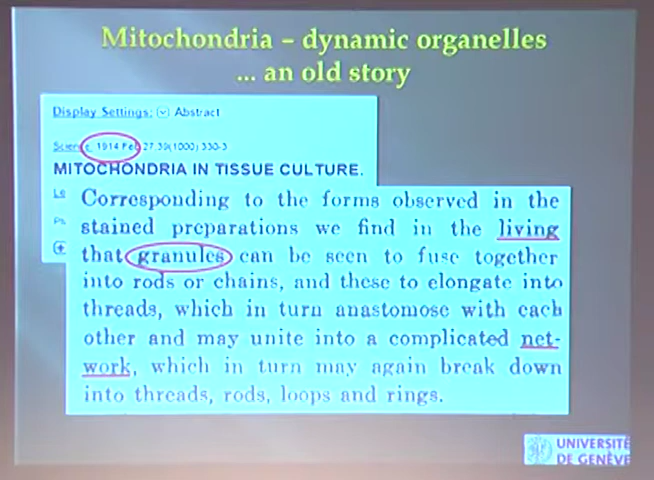 Mitochondria – dynamic organelles
... an old story
Display Settings: Abstract
Science. 1914 Feb 27;39(1000):330-3
MITOCHONDRIA IN TISSUE CULTURE.
Le
Corresponding to the forms observed in the
stained preparations we find in the living
that granules can be seen to fuse together
into rods or chains, and these to elongate into
threads, which in turn anastomose with each
other and may unite into a complicated net-
work, which in turn may again break down
into threads, rods, loops and rings.
UNIVERSITÉ
DE GENÈVE